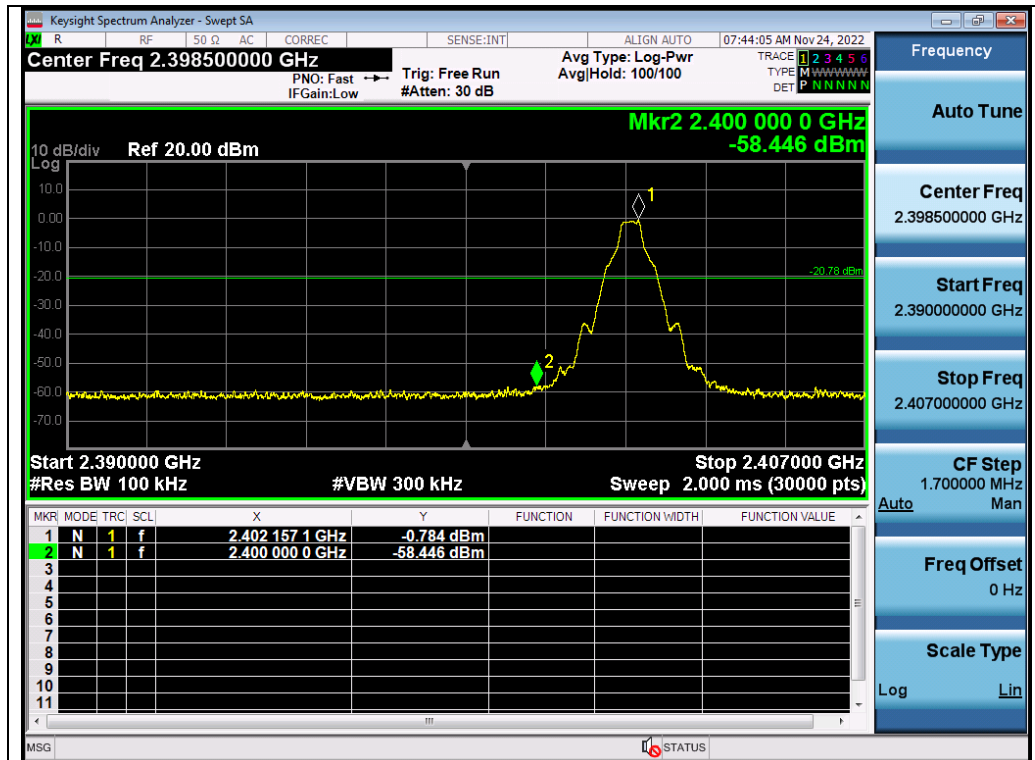 Keysight Spectrum Analyzer - Swept SA
LXI R RF 50 Ω AC CORREC SENSE:INT ALIGN AUTO 07:44:05 AM Nov 24, 2022
Center Freq 2.398500000 GHz
PNO: Fast
IFGain:Low
Trig: Free Run
#Atten: 30 dB
Avg Type: Log-Pwr
Avg|Hold: 100/100
TRACE 1 2 3 4 5 6
TYPE M WWWWW
DET P N N N N N
Mkr2 2.400 000 0 GHz
-58.446 dBm
10 dB/div Ref 20.00 dBm
Log
10.0
0.00
-10.0
-20.0
-30.0
-40.0
-50.0
-60.0
-70.0
1
-20.78 dBm
2
Start 2.390000 GHz Stop 2.407000 GHz
#Res BW 100 kHz #VBW 300 kHz Sweep 2.000 ms (30000 pts)
MKR MODE TRC SCL X Y FUNCTION FUNCTION WIDTH FUNCTION VALUE
1 N 1 f 2.402 157 1 GHz -0.784 dBm
2 N 1 f 2.400 000 0 GHz -58.446 dBm
3
4
5
6
7
8
9
10
11
MSG STATUS
Frequency
Auto Tune
Center Freq
2.398500000 GHz
Start Freq
2.390000000 GHz
Stop Freq
2.407000000 GHz
CF Step
1.700000 MHz
Auto Man
Freq Offset
0 Hz
Scale Type
Log Lin